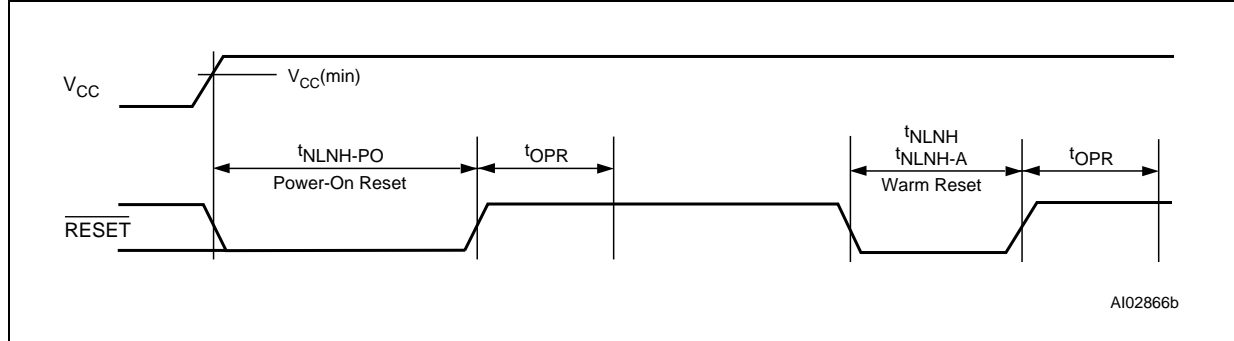 VCC
VCC(min)
tNLNH-PO
Power-On Reset
tOPR
tNLNH
tNLNH-A
Warm Reset
tOPR
RESET
AI02866b